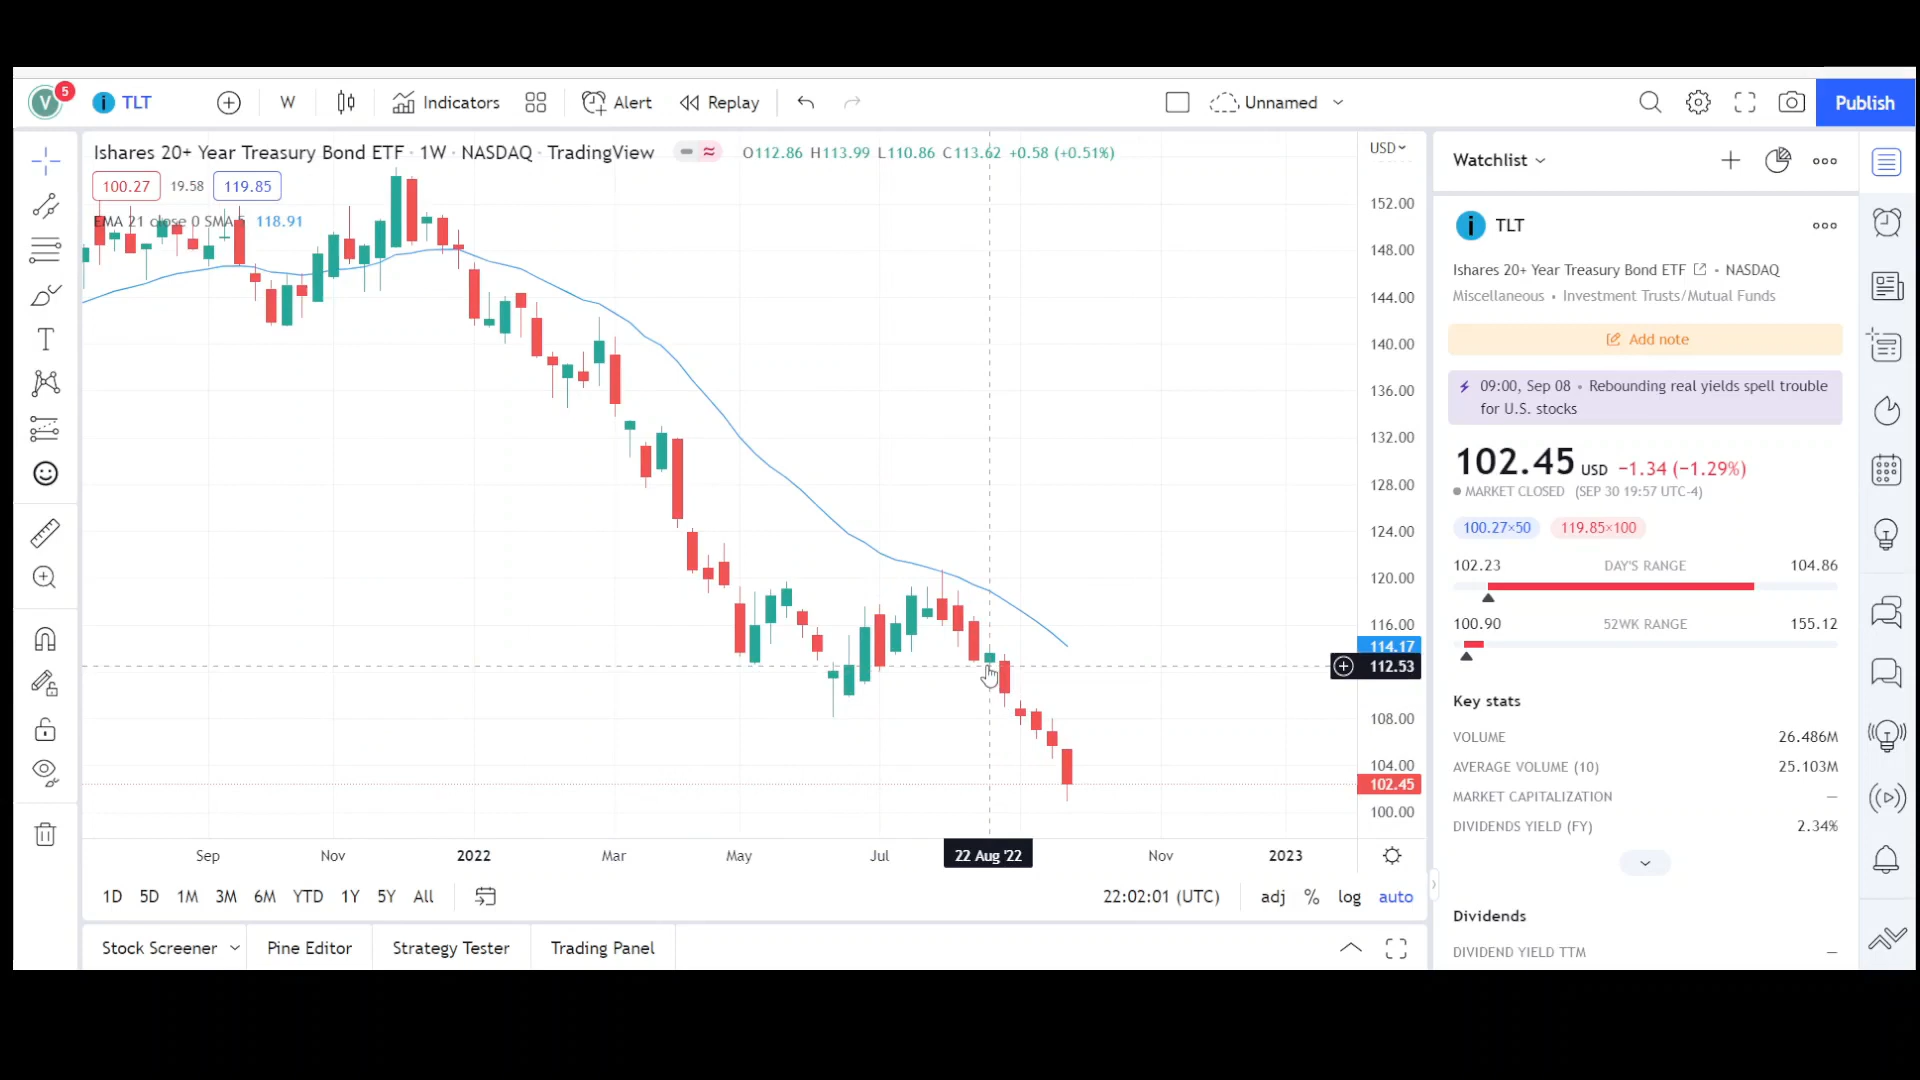 V 5 TLT W Indicators Alert Replay Unnamed Publish
Ishares 20+ Year Treasury Bond ETF · 1W · NASDAQ · TradingView O112.86 H113.99 L110.86 C113.62 +0.58 (+0.51%)
100.27 19.58 119.85
EMA 21 close 0 SMA 5 118.91
USD
152.00
148.00
144.00
140.00
136.00
132.00
128.00
124.00
120.00
116.00
114.17
112.53
108.00
104.00
102.45
100.00
Sep Nov 2022 Mar May Jul 22 Aug '22 Nov 2023
1D 5D 1M 3M 6M YTD 1Y 5Y All 22:02:01 (UTC) adj % log auto
Stock Screener Pine Editor Strategy Tester Trading Panel
Watchlist
TLT
Ishares 20+ Year Treasury Bond ETF • NASDAQ
Miscellaneous • Investment Trusts/Mutual Funds
Add note
09:00, Sep 08 • Rebounding real yields spell trouble
for U.S. stocks
102.45 USD −1.34 (−1.29%)
MARKET CLOSED (SEP 30 19:57 UTC-4)
100.27×50 119.85×100
102.23 DAY'S RANGE 104.86
100.90 52WK RANGE 155.12
Key stats
VOLUME 26.486M
AVERAGE VOLUME (10) 25.103M
MARKET CAPITALIZATION —
DIVIDENDS YIELD (FY) 2.34%
Dividends
DIVIDEND YIELD TTM —